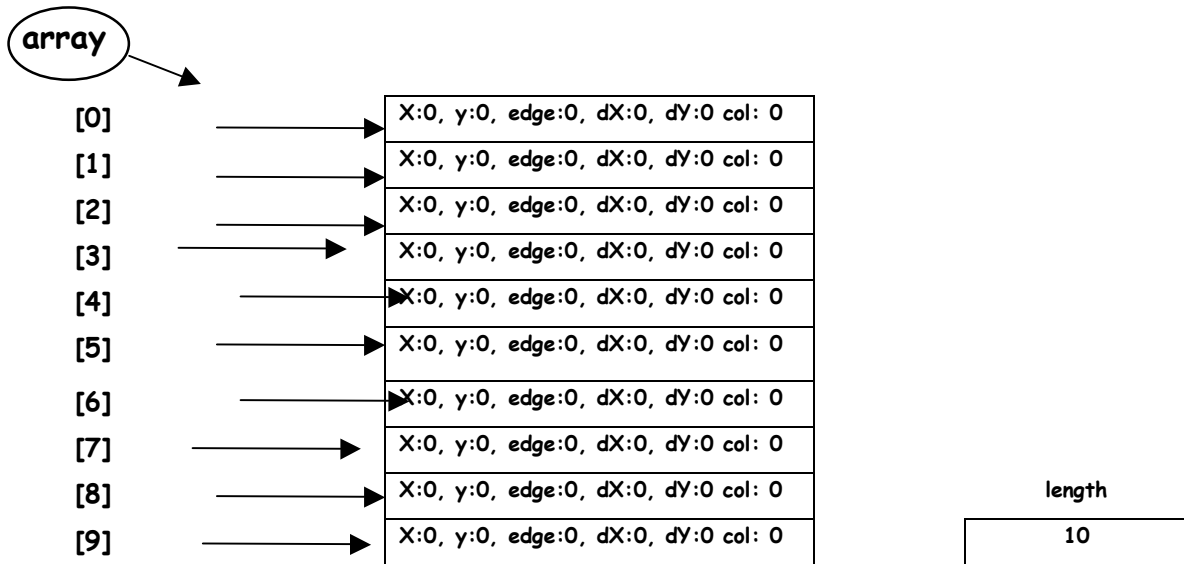 array
[0] X:0, y:0, edge:0, dX:0, dY:0 col: 0
[1] X:0, y:0, edge:0, dX:0, dY:0 col: 0
[2] X:0, y:0, edge:0, dX:0, dY:0 col: 0
[3] X:0, y:0, edge:0, dX:0, dY:0 col: 0
[4] X:0, y:0, edge:0, dX:0, dY:0 col: 0
[5] X:0, y:0, edge:0, dX:0, dY:0 col: 0
[6] X:0, y:0, edge:0, dX:0, dY:0 col: 0
[7] X:0, y:0, edge:0, dX:0, dY:0 col: 0
[8] X:0, y:0, edge:0, dX:0, dY:0 col: 0 length
[9] X:0, y:0, edge:0, dX:0, dY:0 col: 0 10